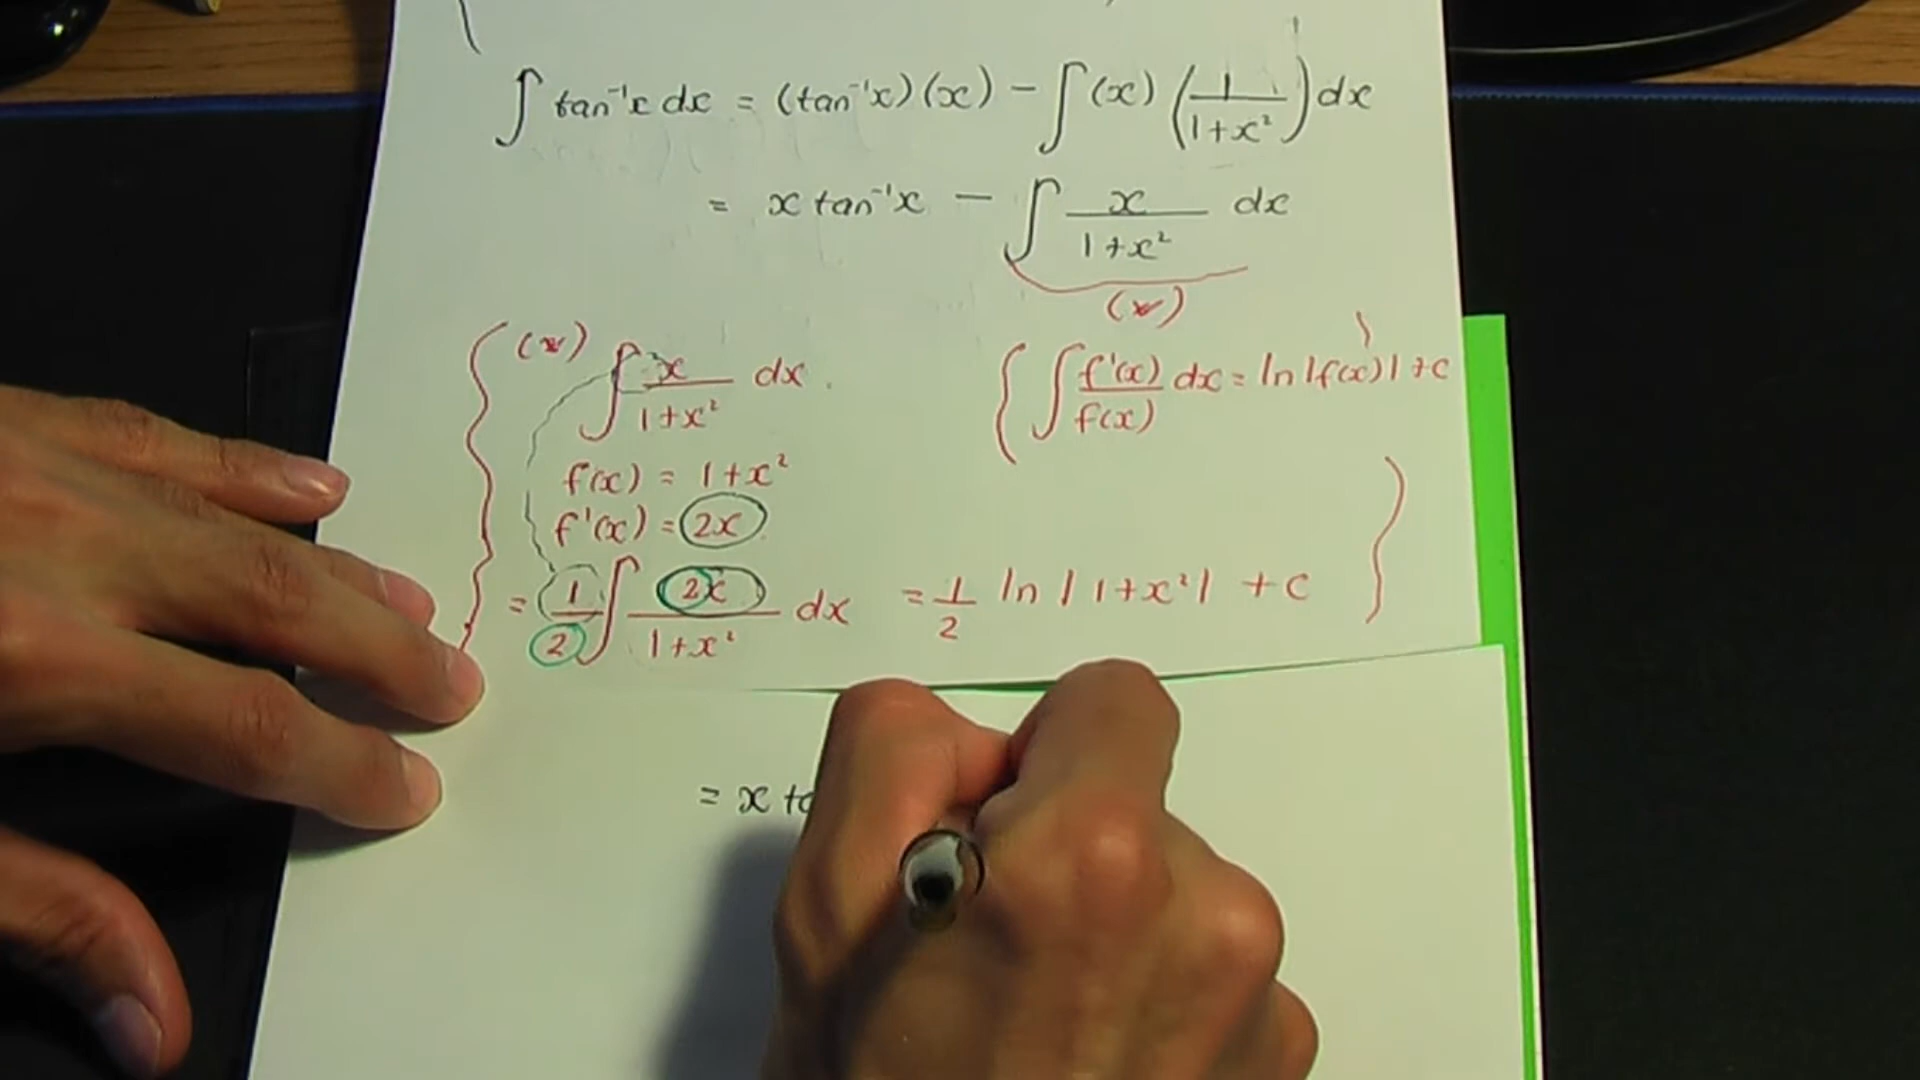 ∫ tan⁻¹x dx = (tan⁻¹x)(x) − ∫ (x) (1/(1+x²)) dx
= x tan⁻¹x − ∫ x/(1+x²) dx
(*)
(*) ∫ x/(1+x²) dx.
{ ∫ f'(x)/f(x) dx = ln |f(x)| + c }
f(x) = 1+x²
f'(x) = 2x
= 1/2 ∫ 2x/(1+x²) dx = 1/2 ln |1+x²| + c
= x